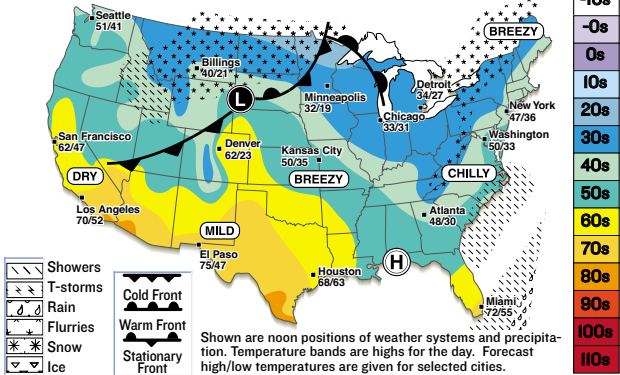 -10s
-0s
0s
10s
20s
30s
40s
50s
60s
70s
80s
90s
100s
110s
Seattle
51/41
BREEZY
Billings
40/21
L
Minneapolis
32/19
Detroit
34/27
Chicago
33/31
New York
47/36
San Francisco
62/47
Denver
62/23
Kansas City
50/35
Washington
50/33
DRY
BREEZY
CHILLY
Los Angeles
70/52
Atlanta
48/30
MILD
El Paso
75/47
H
Houston
68/63
Miami
72/55
Showers
T-storms
Rain
Flurries
Snow
Ice
Cold Front
Warm Front
Stationary
Front
Shown are noon positions of weather systems and precipita-
tion. Temperature bands are highs for the day. Forecast
high/low temperatures are given for selected cities.